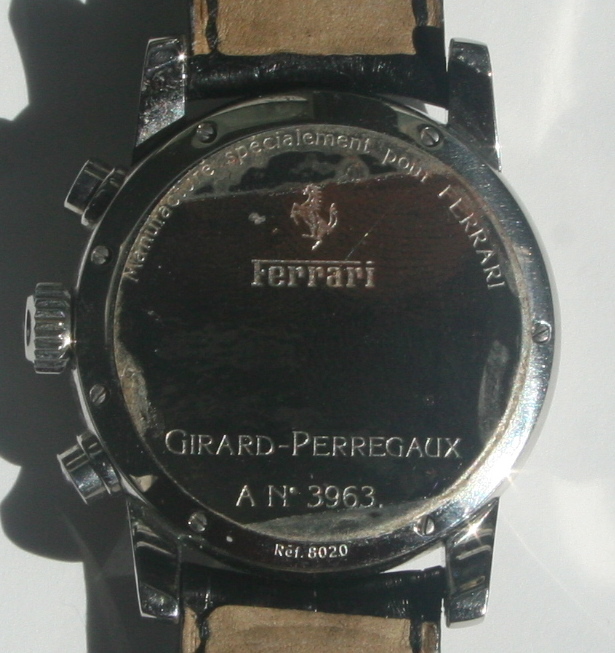 Manufacturé spécialement pour FERRARI
Ferrari
GIRARD-PERREGAUX
A N° 3963.
Réf. 8020